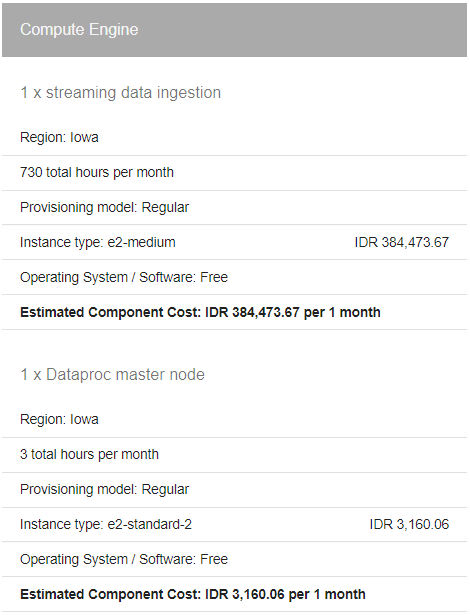 Compute Engine
1 x streaming data ingestion
Region: Iowa
730 total hours per month
Provisioning model: Regular
Instance type: e2-medium IDR 384,473.67
Operating System / Software: Free
Estimated Component Cost: IDR 384,473.67 per 1 month
1 x Dataproc master node
Region: Iowa
3 total hours per month
Provisioning model: Regular
Instance type: e2-standard-2 IDR 3,160.06
Operating System / Software: Free
Estimated Component Cost: IDR 3,160.06 per 1 month